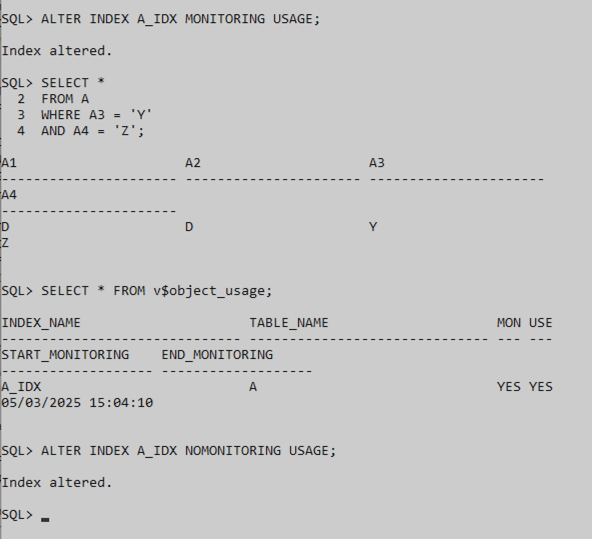 SQL> ALTER INDEX A_IDX MONITORING USAGE;
Index altered.
SQL> SELECT *
  2  FROM A
  3  WHERE A3 = 'Y'
  4  AND A4 = 'Z';
A1                     A2                     A3
---------------------- ---------------------- ----------------------
A4
----------------------
D                      D                      Y
Z
SQL> SELECT * FROM v$object_usage;
INDEX_NAME                     TABLE_NAME                     MON USE
------------------------------ ------------------------------ --- ---
START_MONITORING    END_MONITORING
------------------- -------------------
A_IDX                          A                              YES YES
05/03/2025 15:04:10
SQL> ALTER INDEX A_IDX NOMONITORING USAGE;
Index altered.
SQL>